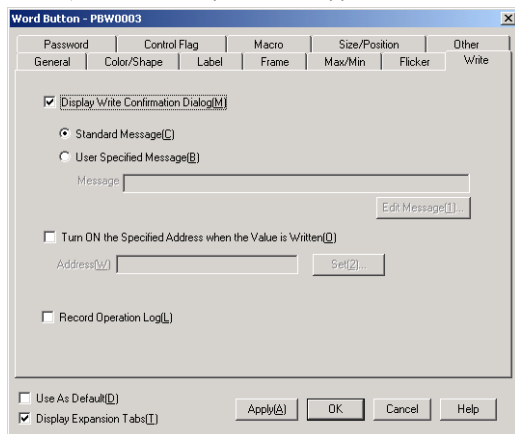 Word Button - PBW0003
Password Control Flag Macro Size/Position Other
General Color/Shape Label Frame Max/Min Flicker Write
Display Write Confirmation Dialog(M)
Standard Message(C)
User Specified Message(B)
Message
Edit Message(1)...
Turn ON the Specified Address when the Value is Written(O)
Address(W) Set(2)...
Record Operation Log(L)
Use As Default(D)
Display Expansion Tabs(T)
Apply(A) OK Cancel Help